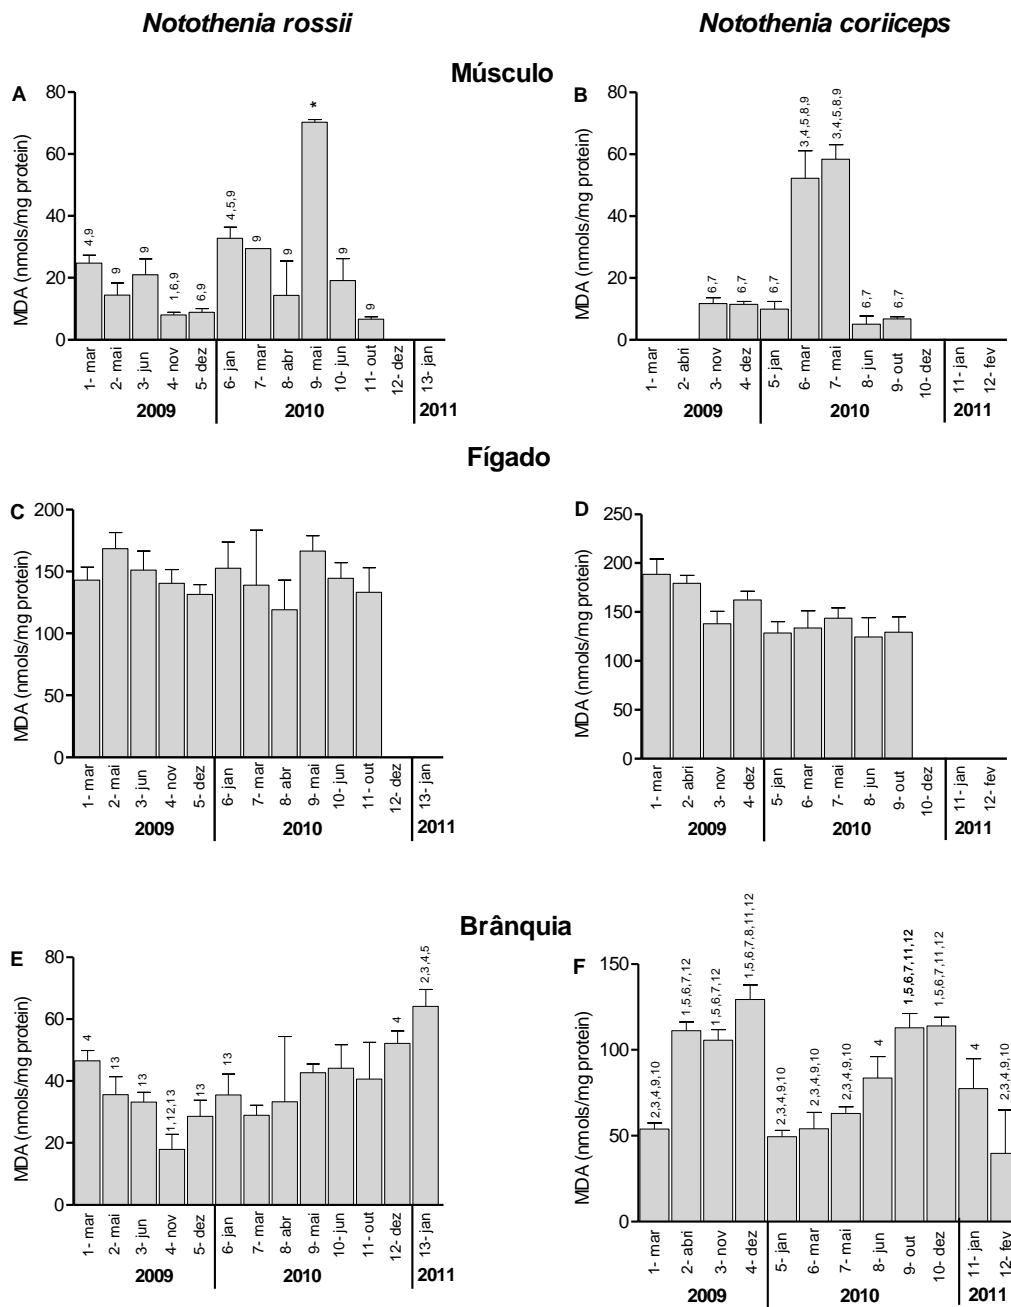 Notothenia rossii
Notothenia coriiceps
Músculo
A
MDA (nmols/mg protein)
80
60
40
20
0
4,9
9
9
1,6,9
6,9
4,5,9
9
9
*
9
9
1- mar
2- mai
3- jun
4- nov
5- dez
6- jan
7- mar
8- abr
9- mai
10- jun
11- out
12- dez
13- jan
2009
2010
2011
B
MDA (nmols/mg protein)
80
60
40
20
0
6,7
6,7
6,7
3,4,5,8,9
3,4,5,8,9
6,7
6,7
1- mar
2- abri
3- nov
4- dez
5- jan
6- mar
7- mai
8- jun
9- out
10- dez
11- jan
12- fev
2009
2010
2011
Fígado
C
MDA (nmols/mg protein)
200
150
100
50
0
1- mar
2- mai
3- jun
4- nov
5- dez
6- jan
7- mar
8- abr
9- mai
10- jun
11- out
12- dez
13- jan
2009
2010
2011
D
MDA (nmols/mg protein)
250
200
150
100
50
0
1- mar
2- abri
3- nov
4- dez
5- jan
6- mar
7- mai
8- jun
9- out
10- dez
11- jan
12- fev
2009
2010
2011
Brânquia
E
MDA (nmols/mg protein)
80
60
40
20
0
4
13
13
1,12,13
13
13
4
2,3,4,5
1- mar
2- mai
3- jun
4- nov
5- dez
6- jan
7- mar
8- abr
9- mai
10- jun
11- out
12- dez
13- jan
2009
2010
2011
F
MDA (nmols/mg protein)
150
100
50
0
2,3,4,9,10
1,5,6,7,12
1,5,6,7,12
1,5,6,7,8,11,12
2,3,4,9,10
2,3,4,9,10
2,3,4,9,10
4
1,5,6,7,11,12
1,5,6,7,11,12
4
2,3,4,9,10
1- mar
2- abri
3- nov
4- dez
5- jan
6- mar
7- mai
8- jun
9- out
10- dez
11- jan
12- fev
2009
2010
2011